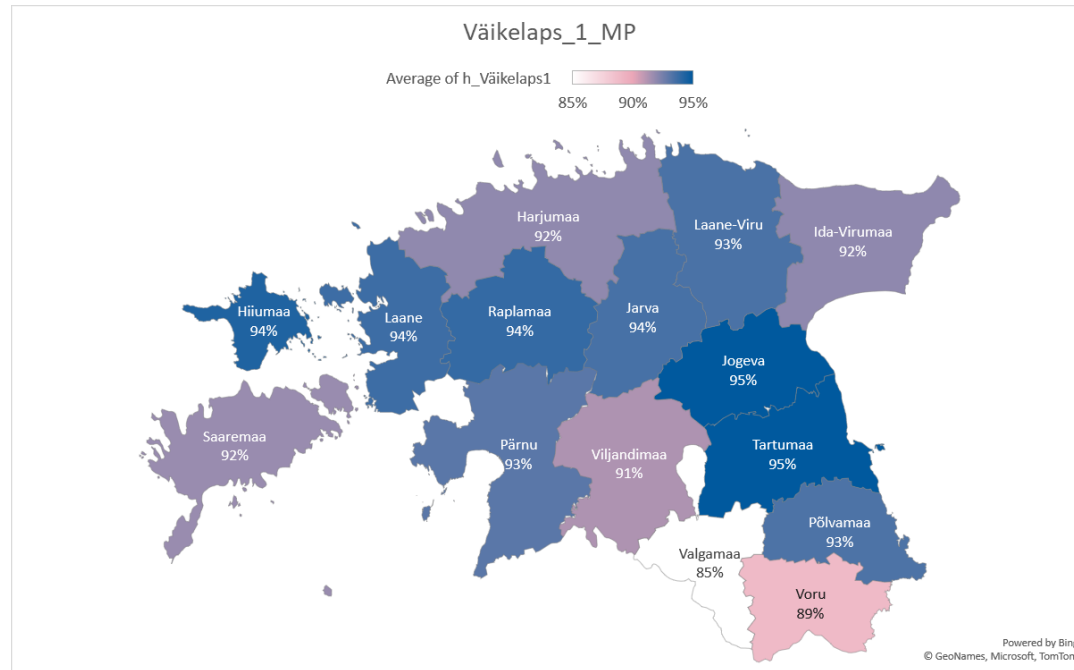 Väikelaps_1_MP
Average of h_Väikelaps1
85% 90% 95%
Harjumaa
92%
Laane-Viru
93%
Ida-Virumaa
92%
Hiiumaa
94%
Laane
94%
Raplamaa
94%
Jarva
94%
Jogeva
95%
Saaremaa
92%
Pärnu
93%
Viljandimaa
91%
Tartumaa
95%
Põlvamaa
93%
Valgamaa
85%
Voru
89%
Powered by Bing
© GeoNames, Microsoft, TomTom